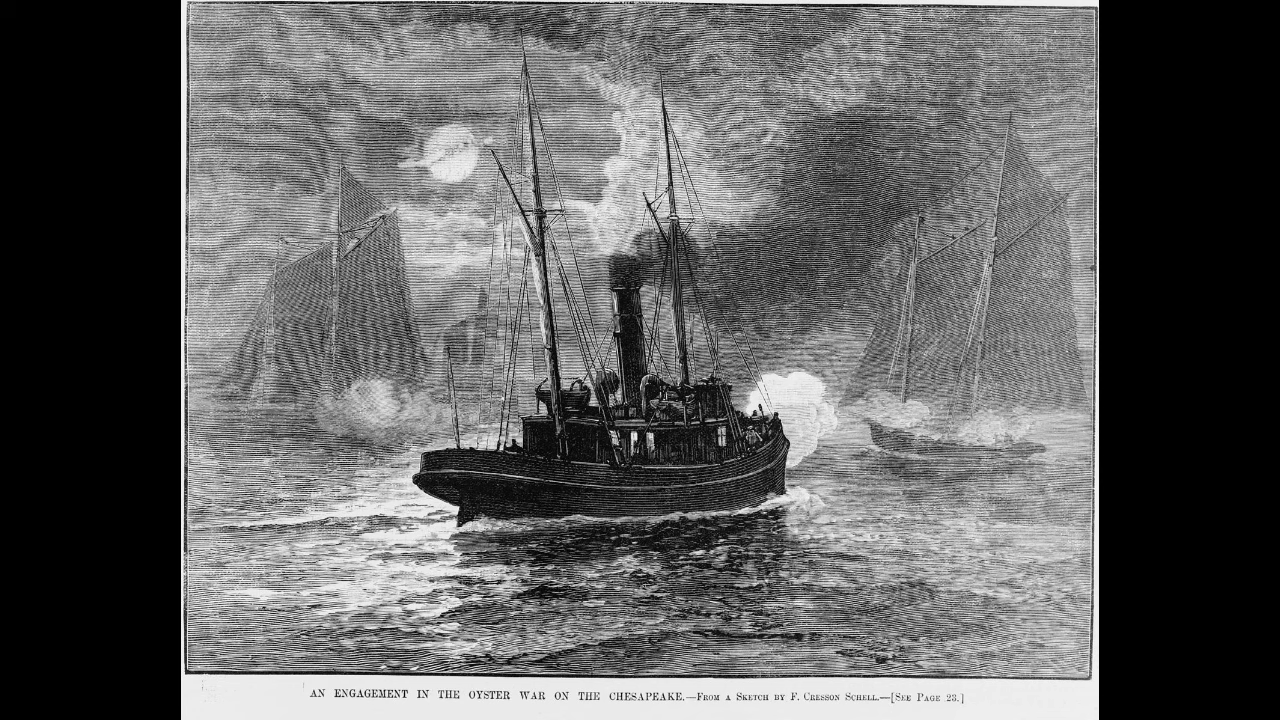 AN ENGAGEMENT IN THE OYSTER WAR ON THE CHESAPEAKE.—From a Sketch by F. Cresson Schell.—[See Page 23.]